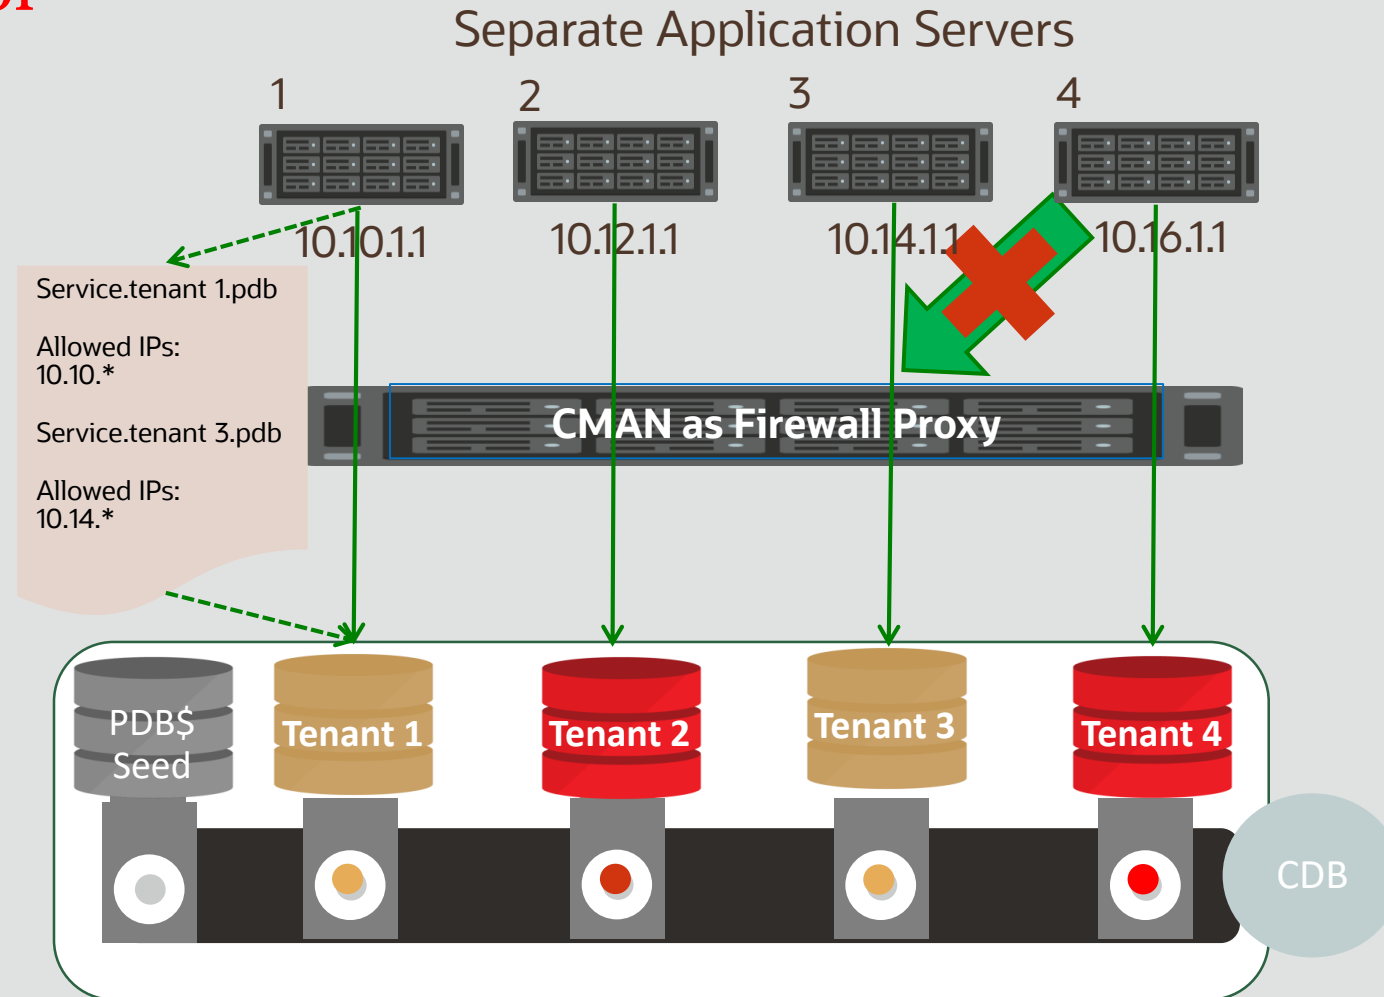 Separate Application Servers
1
2
3
4
10.10.1.1
10.12.1.1
10.14.1.1
10.16.1.1
Service.tenant 1.pdb
Allowed IPs:
10.10.*
Service.tenant 3.pdb
Allowed IPs:
10.14.*
CMAN as Firewall Proxy
PDB$
Seed
Tenant 1
Tenant 2
Tenant 3
Tenant 4
CDB